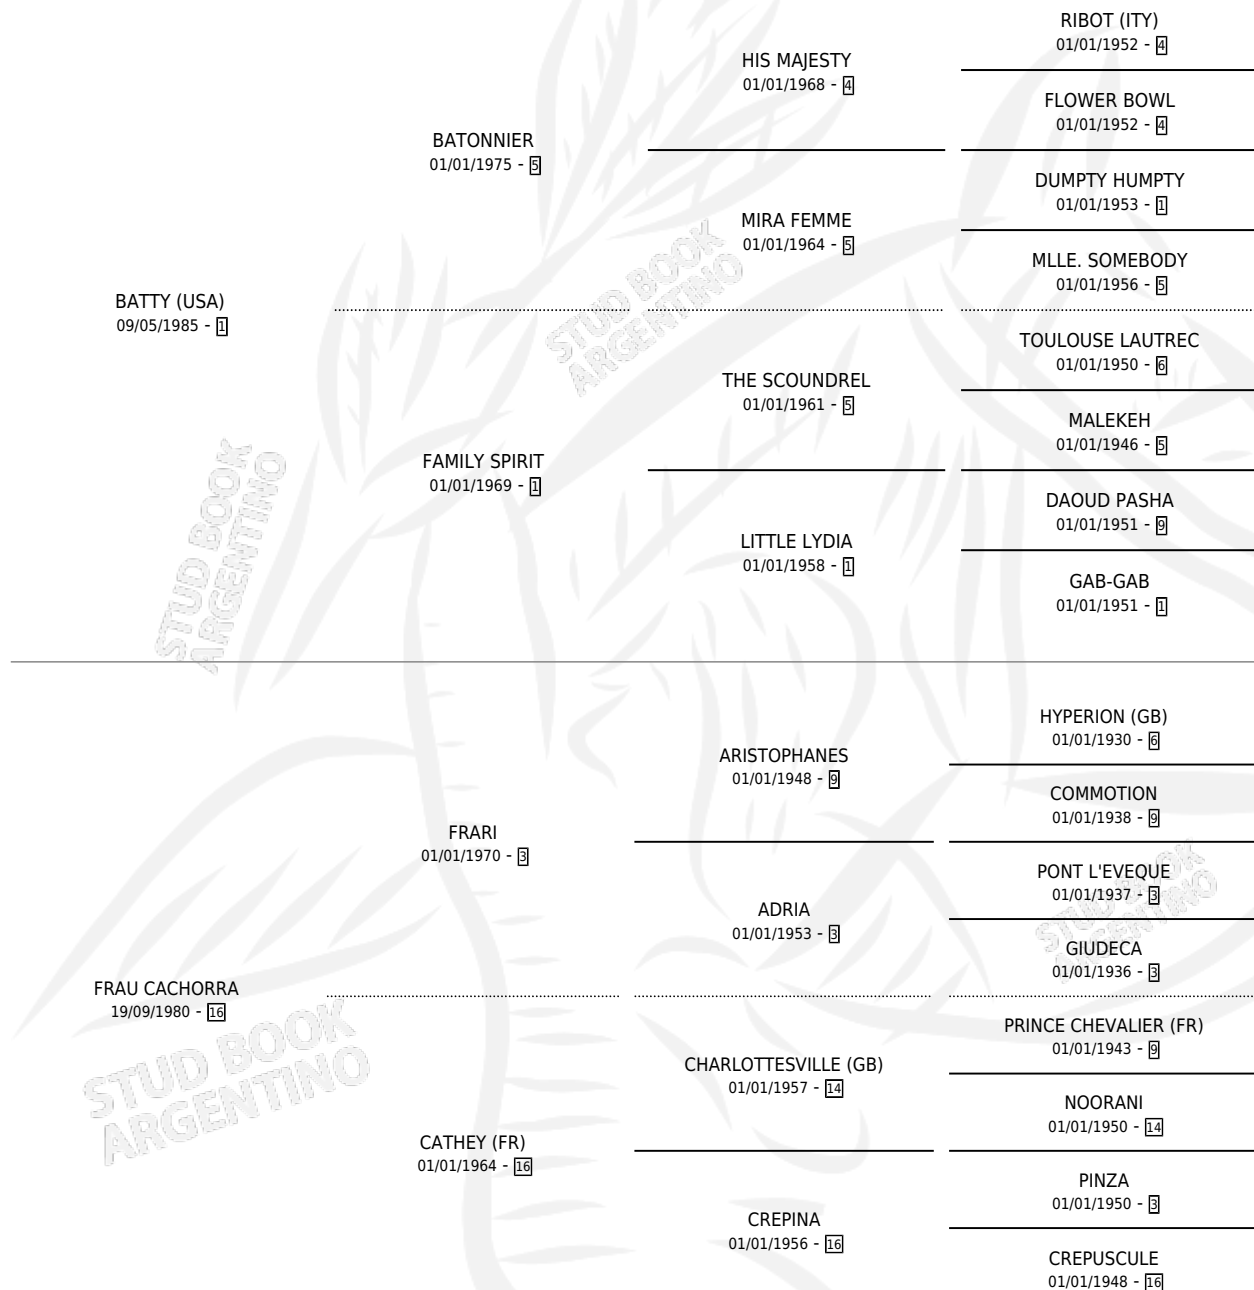 RIBOT (ITY)
01/01/1952 - 4
HIS MAJESTY
01/01/1968 - 4
FLOWER BOWL
01/01/1952 - 4
BATONNIER
01/01/1975 - 5
DUMPTY HUMPTY
01/01/1953 - 1
MIRA FEMME
01/01/1964 - 5
MLLE. SOMEBODY
01/01/1956 - 5
BATTY (USA)
09/05/1985 - 1
TOULOUSE LAUTREC
01/01/1950 - 6
THE SCOUNDREL
01/01/1961 - 5
MALEKEH
01/01/1946 - 5
FAMILY SPIRIT
01/01/1969 - 1
DAOUD PASHA
01/01/1951 - 9
LITTLE LYDIA
01/01/1958 - 1
GAB-GAB
01/01/1951 - 1
HYPERION (GB)
01/01/1930 - 6
ARISTOPHANES
01/01/1948 - 9
COMMOTION
01/01/1938 - 9
FRARI
01/01/1970 - 3
PONT L'EVEQUE
01/01/1937 - 3
ADRIA
01/01/1953 - 3
GIUDECA
01/01/1936 - 3
FRAU CACHORRA
19/09/1980 - 16
PRINCE CHEVALIER (FR)
01/01/1943 - 9
CHARLOTTESVILLE (GB)
01/01/1957 - 14
NOORANI
01/01/1950 - 14
CATHEY (FR)
01/01/1964 - 16
PINZA
01/01/1950 - 3
CREPINA
01/01/1956 - 16
CREPUSCULE
01/01/1948 - 16
STUD BOOK
ARGENTINO
STUD BOOK
ARGENTINO
STUD BOOK
ARGENTINO
STUD BOOK
ARGENTINO